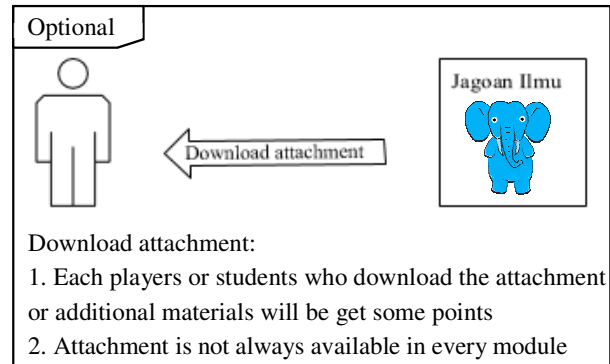 Optional
Jagoan Ilmu
Download attachment
Download attachment:
1. Each players or students who download the attachment
or additional materials will be get some points
2. Attachment is not always available in every module